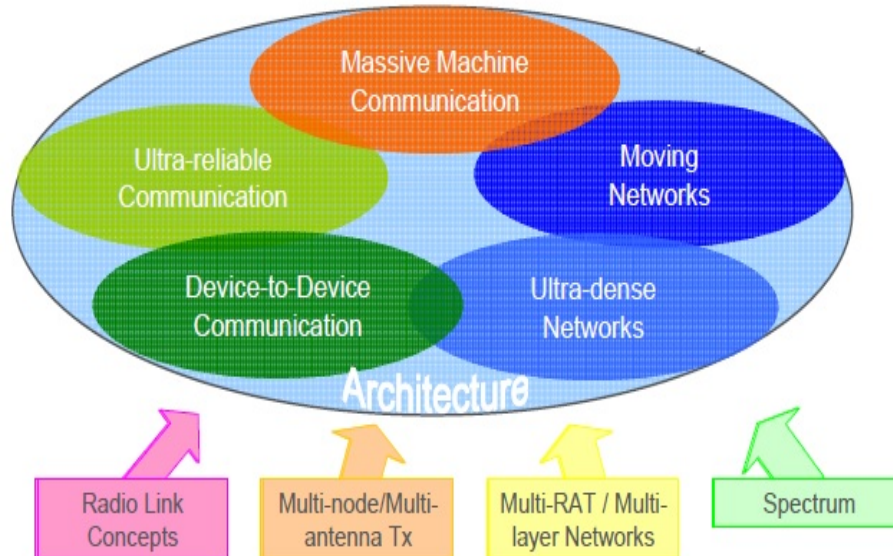 Massive Machine
Communication
Ultra-reliable
Communication
Moving
Networks
Device-to-Device
Communication
Ultra-dense
Networks
Architecture
Radio Link
Concepts
Multi-node/Multi-
antenna Tx
Multi-RAT / Multi-
layer Networks
Spectrum